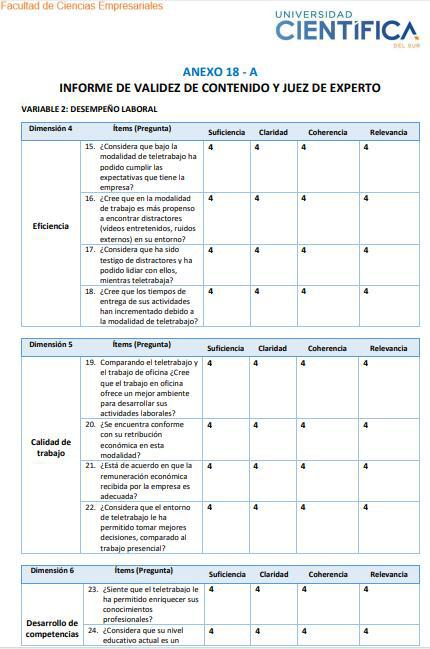 Facultad de Ciencias Empresariales
UNIVERSIDAD
CIENTÍFICA
DEL SUR
ANEXO 18 - A
INFORME DE VALIDEZ DE CONTENIDO Y JUEZ DE EXPERTO
VARIABLE 2: DESEMPEÑO LABORAL
Dimensión 4 Ítems (Pregunta) Suficiencia Claridad Coherencia Relevancia
Eficiencia
15. ¿Considera que bajo la 4 4 4 4
modalidad de teletrabajo ha
podido cumplir las
expectativas que tiene la
empresa?
16. ¿Cree que en la modalidad 4 4 4 4
de trabajo es más propenso
a encontrar distractores
(videos entretenidos, ruidos
externos) en su entorno?
17. ¿Considera que ha sido 4 4 4 4
testigo de distractores y ha
podido lidiar con ellos,
mientras teletrabaja?
18. ¿Cree que los tiempos de 4 4 4 4
entrega de sus actividades
han incrementado debido a
la modalidad de teletrabajo?
Dimensión 5 Ítems (Pregunta) Suficiencia Claridad Coherencia Relevancia
Calidad de
trabajo
19. Comparando el teletrabajo y 4 4 4 4
el trabajo de oficina ¿Cree
que el trabajo en oficina
ofrece un mejor ambiente
para desarrollar sus
actividades laborales?
20. ¿Se encuentra conforme 4 4 4 4
con su retribución
económica en esta
modalidad?
21. ¿Está de acuerdo en que la 4 4 4 4
remuneración económica
recibida por la empresa es
adecuada?
22. ¿Considera que el entorno 4 4 4 4
de teletrabajo le ha
permitido tomar mejores
decisiones, comparado al
trabajo presencial?
Dimensión 6 Ítems (Pregunta) Suficiencia Claridad Coherencia Relevancia
Desarrollo de
competencias
23. ¿Siente que el teletrabajo le 4 4 4 4
ha permitido enriquecer sus
conocimientos
profesionales?
24. ¿Considera que su nivel 4 4 4 4
educativo actual es un